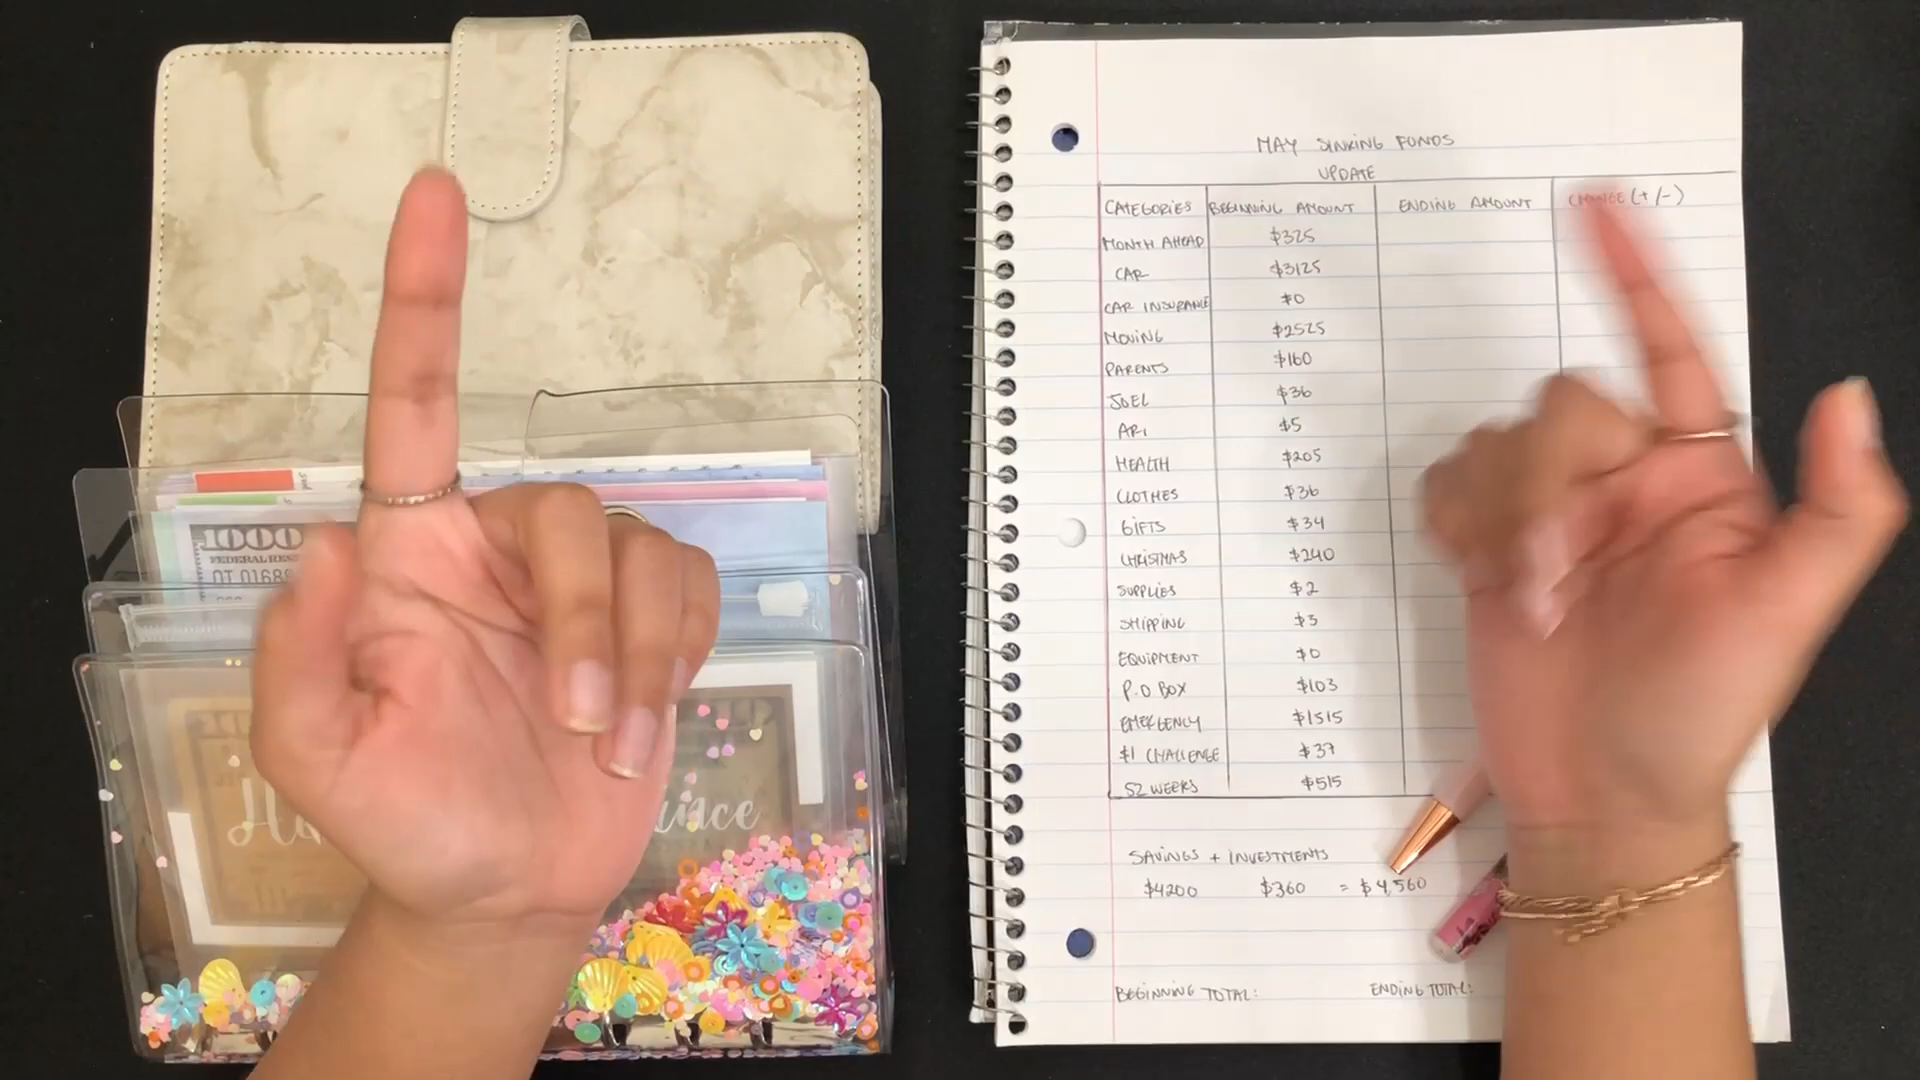 MAY SINKING FUNDS
UPDATE
CATEGORIES BEGINNING AMOUNT ENDING AMOUNT CHANGE (+/-)
MONTH AHEAD $325
CAR $3125
CAR INSURANCE $0
MOVING $2525
PARENTS $160
JOEL $36
ARI $5
HEALTH $205
CLOTHES $36
GIFTS $34
CHRISTMAS $240
SUPPLIES $2
SHIPPING $3
EQUIPMENT $0
P.O BOX $103
EMERGENCY $1515
$1 CHALLENGE $37
52 WEEKS $515
SAVINGS + INVESTMENTS
$4200 $360 = $4,560
BEGINNING TOTAL: ENDING TOTAL:
1000
FEDERAL RES